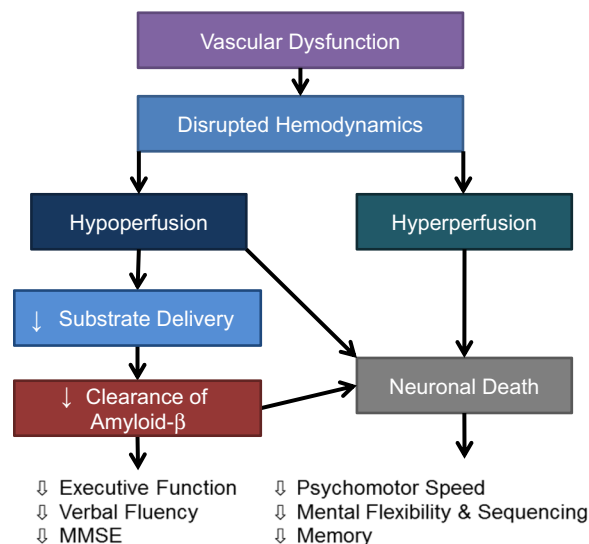 Vascular Dysfunction
Disrupted Hemodynamics
Hypoperfusion
Hyperperfusion
↓ Substrate Delivery
↓ Clearance of
Amyloid-β
Neuronal Death
⇩ Executive Function
⇩ Verbal Fluency
⇩ MMSE
⇩ Psychomotor Speed
⇩ Mental Flexibility & Sequencing
⇩ Memory